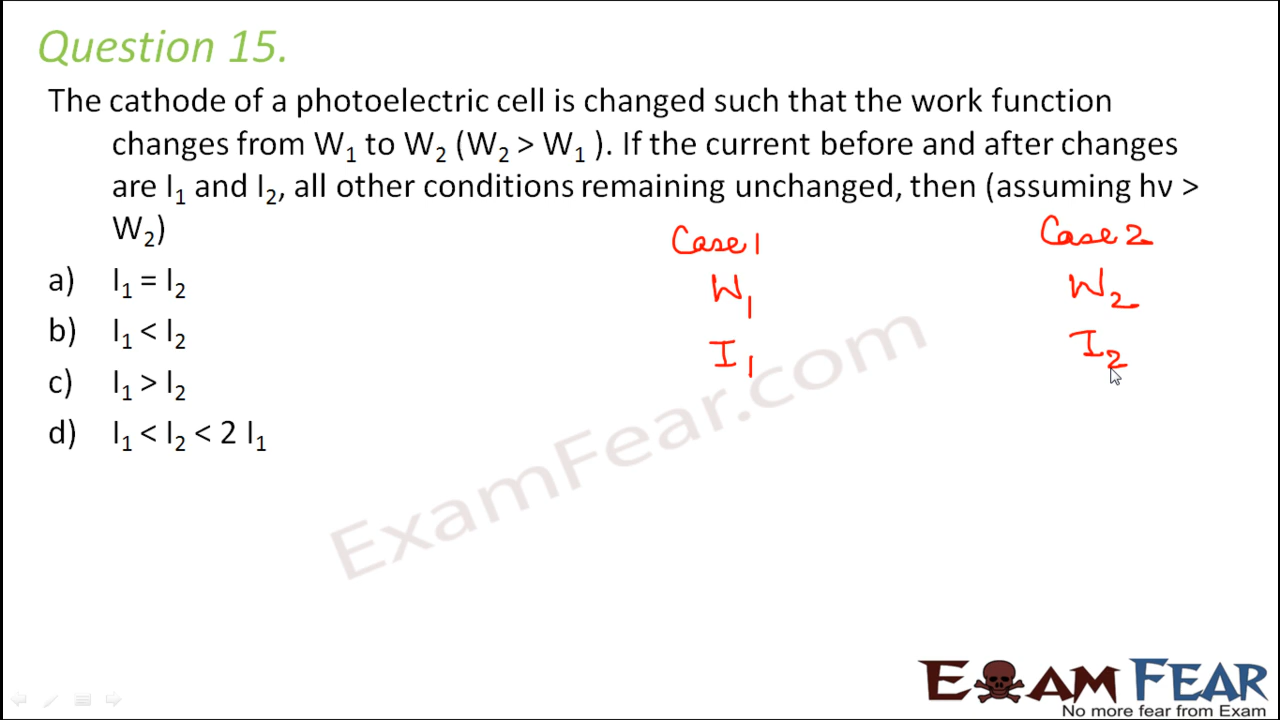 Question 15.
The cathode of a photoelectric cell is changed such that the work function
changes from W₁ to W₂ (W₂ > W₁ ). If the current before and after changes
are I₁ and I₂, all other conditions remaining unchanged, then (assuming hν >
W₂)
Case 1 Case 2
a) I₁ = I₂
W₁ W₂
b) I₁ < I₂
I₁ I₂
c) I₁ > I₂
d) I₁ < I₂ < 2 I₁
ExamFear.com
EXAM FEAR
No more fear from Exam